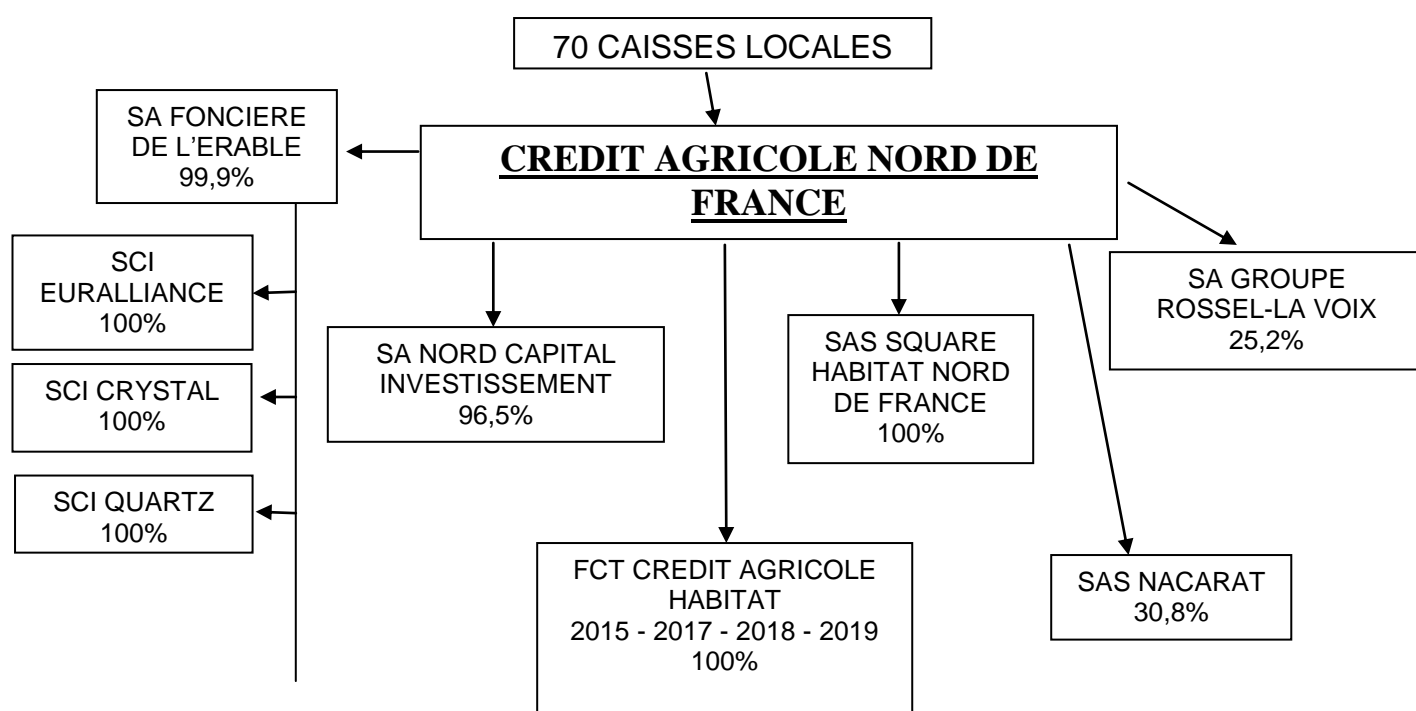 70 CAISSES LOCALES
SA FONCIERE
DE L'ERABLE
99,9%
CREDIT AGRICOLE NORD DE
FRANCE
SCI
EURALLIANCE
100%
SCI CRYSTAL
100%
SCI QUARTZ
100%
SA NORD CAPITAL
INVESTISSEMENT
96,5%
FCT CREDIT AGRICOLE
HABITAT
2015 - 2017 - 2018 - 2019
100%
SAS SQUARE
HABITAT NORD
DE FRANCE
100%
SAS NACARAT
30,8%
SA GROUPE
ROSSEL-LA VOIX
25,2%